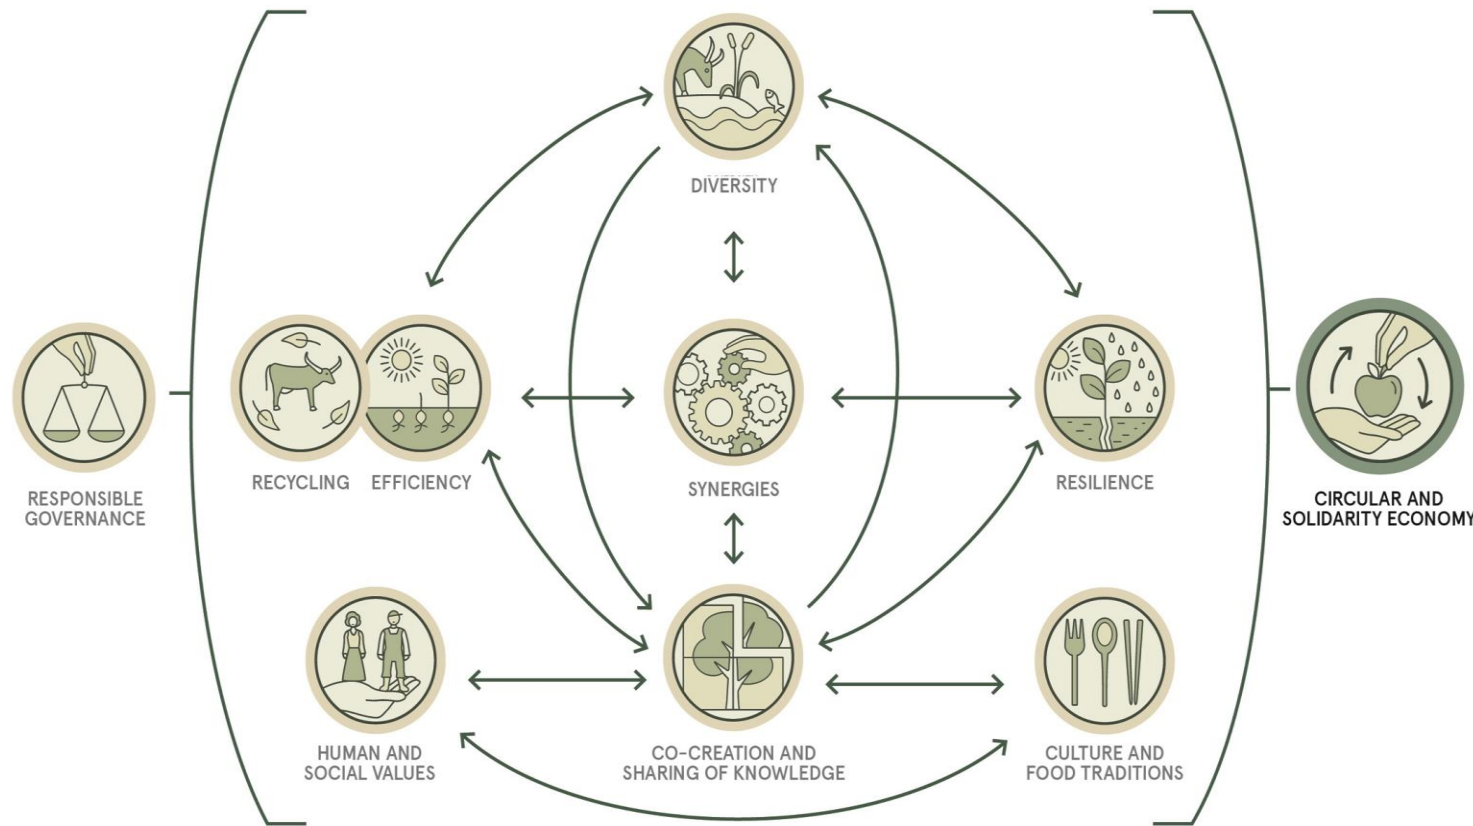 DIVERSITY
RECYCLING
EFFICIENCY
SYNERGIES
RESILIENCE
RESPONSIBLE
GOVERNANCE
CIRCULAR AND
SOLIDARITY ECONOMY
HUMAN AND
SOCIAL VALUES
CO-CREATION AND
SHARING OF KNOWLEDGE
CULTURE AND
FOOD TRADITIONS